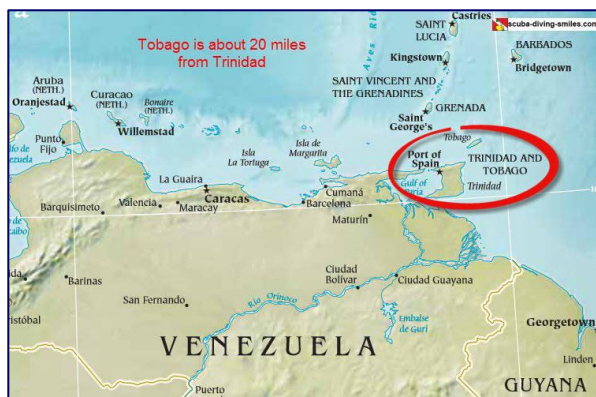 Castries
scuba-diving-smiles.com
Tobago is about 20 miles
from Trinidad
Aves Ridge
SAINT
LUCIA
BARBADOS
Bridgetown
Kingstown
SAINT VINCENT AND
THE GRENADINES
Aruba
(NETH.)
Oranjestad
Curacao
(NETH.)
Bonaire
(NETH.)
Willemstad
GRENADA
Saint
George's
Tobago
Punto
Fijo
Isla
La Tortuga
Isla de
Margarita
Port of
Spain
TRINIDAD AND
TOBAGO
Trinidad
Gulf of
Paria
La Guaira
Caracas
Cumaná
Barcelona
Barquisimeto
Valencia
Maracay
Maturín
Barinas
San Fernando
Ciudad
Bolívar
Ciudad Guayana
Río Orinoco
Embalse
de Guri
Georgetown
Linden
VENEZUELA
GUYANA
Puerto